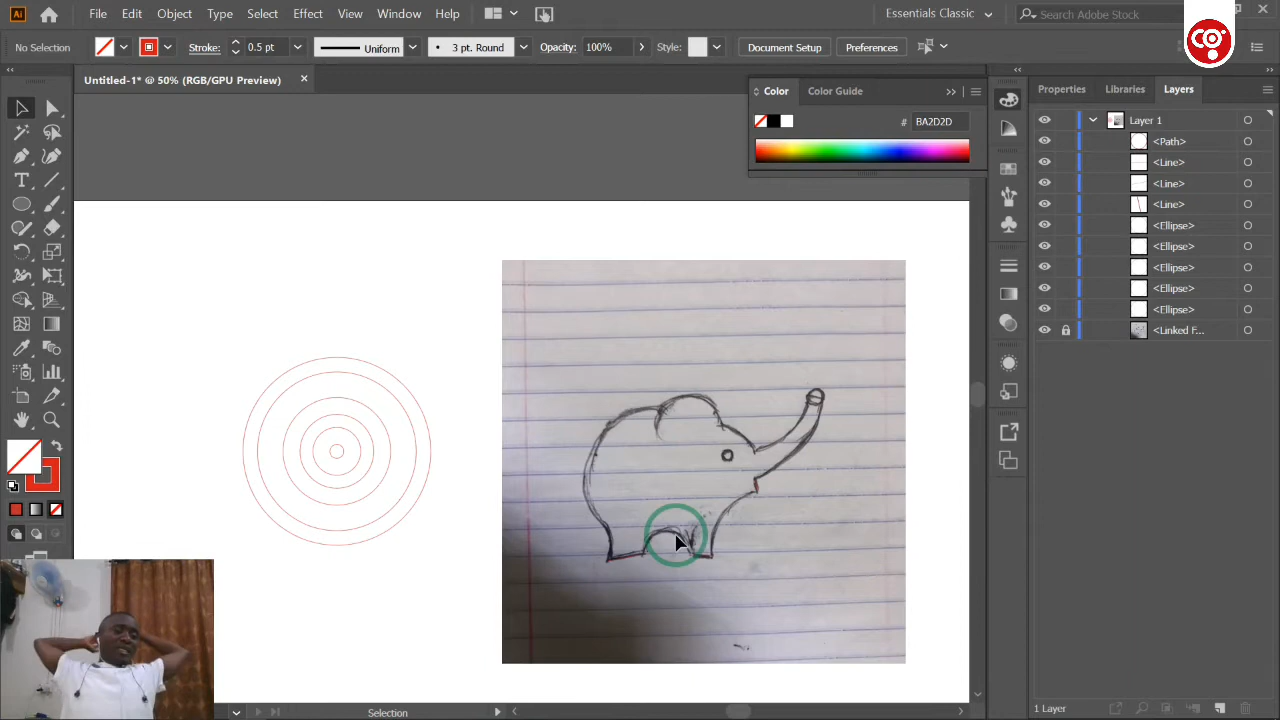 Ai File Edit Object Type Select Effect View Window Help Essentials Classic Search Adobe Stock
No Selection Stroke: 0.5 pt Uniform 3 pt. Round Opacity: 100% Style: Document Setup Preferences
Untitled-1* @ 50% (RGB/GPU Preview)
Color Color Guide
# BA2D2D
Properties Libraries Layers
Layer 1
<Path>
<Line>
<Line>
<Line>
<Ellipse>
<Ellipse>
<Ellipse>
<Ellipse>
<Ellipse>
<Linked F...
Selection
1 Layer